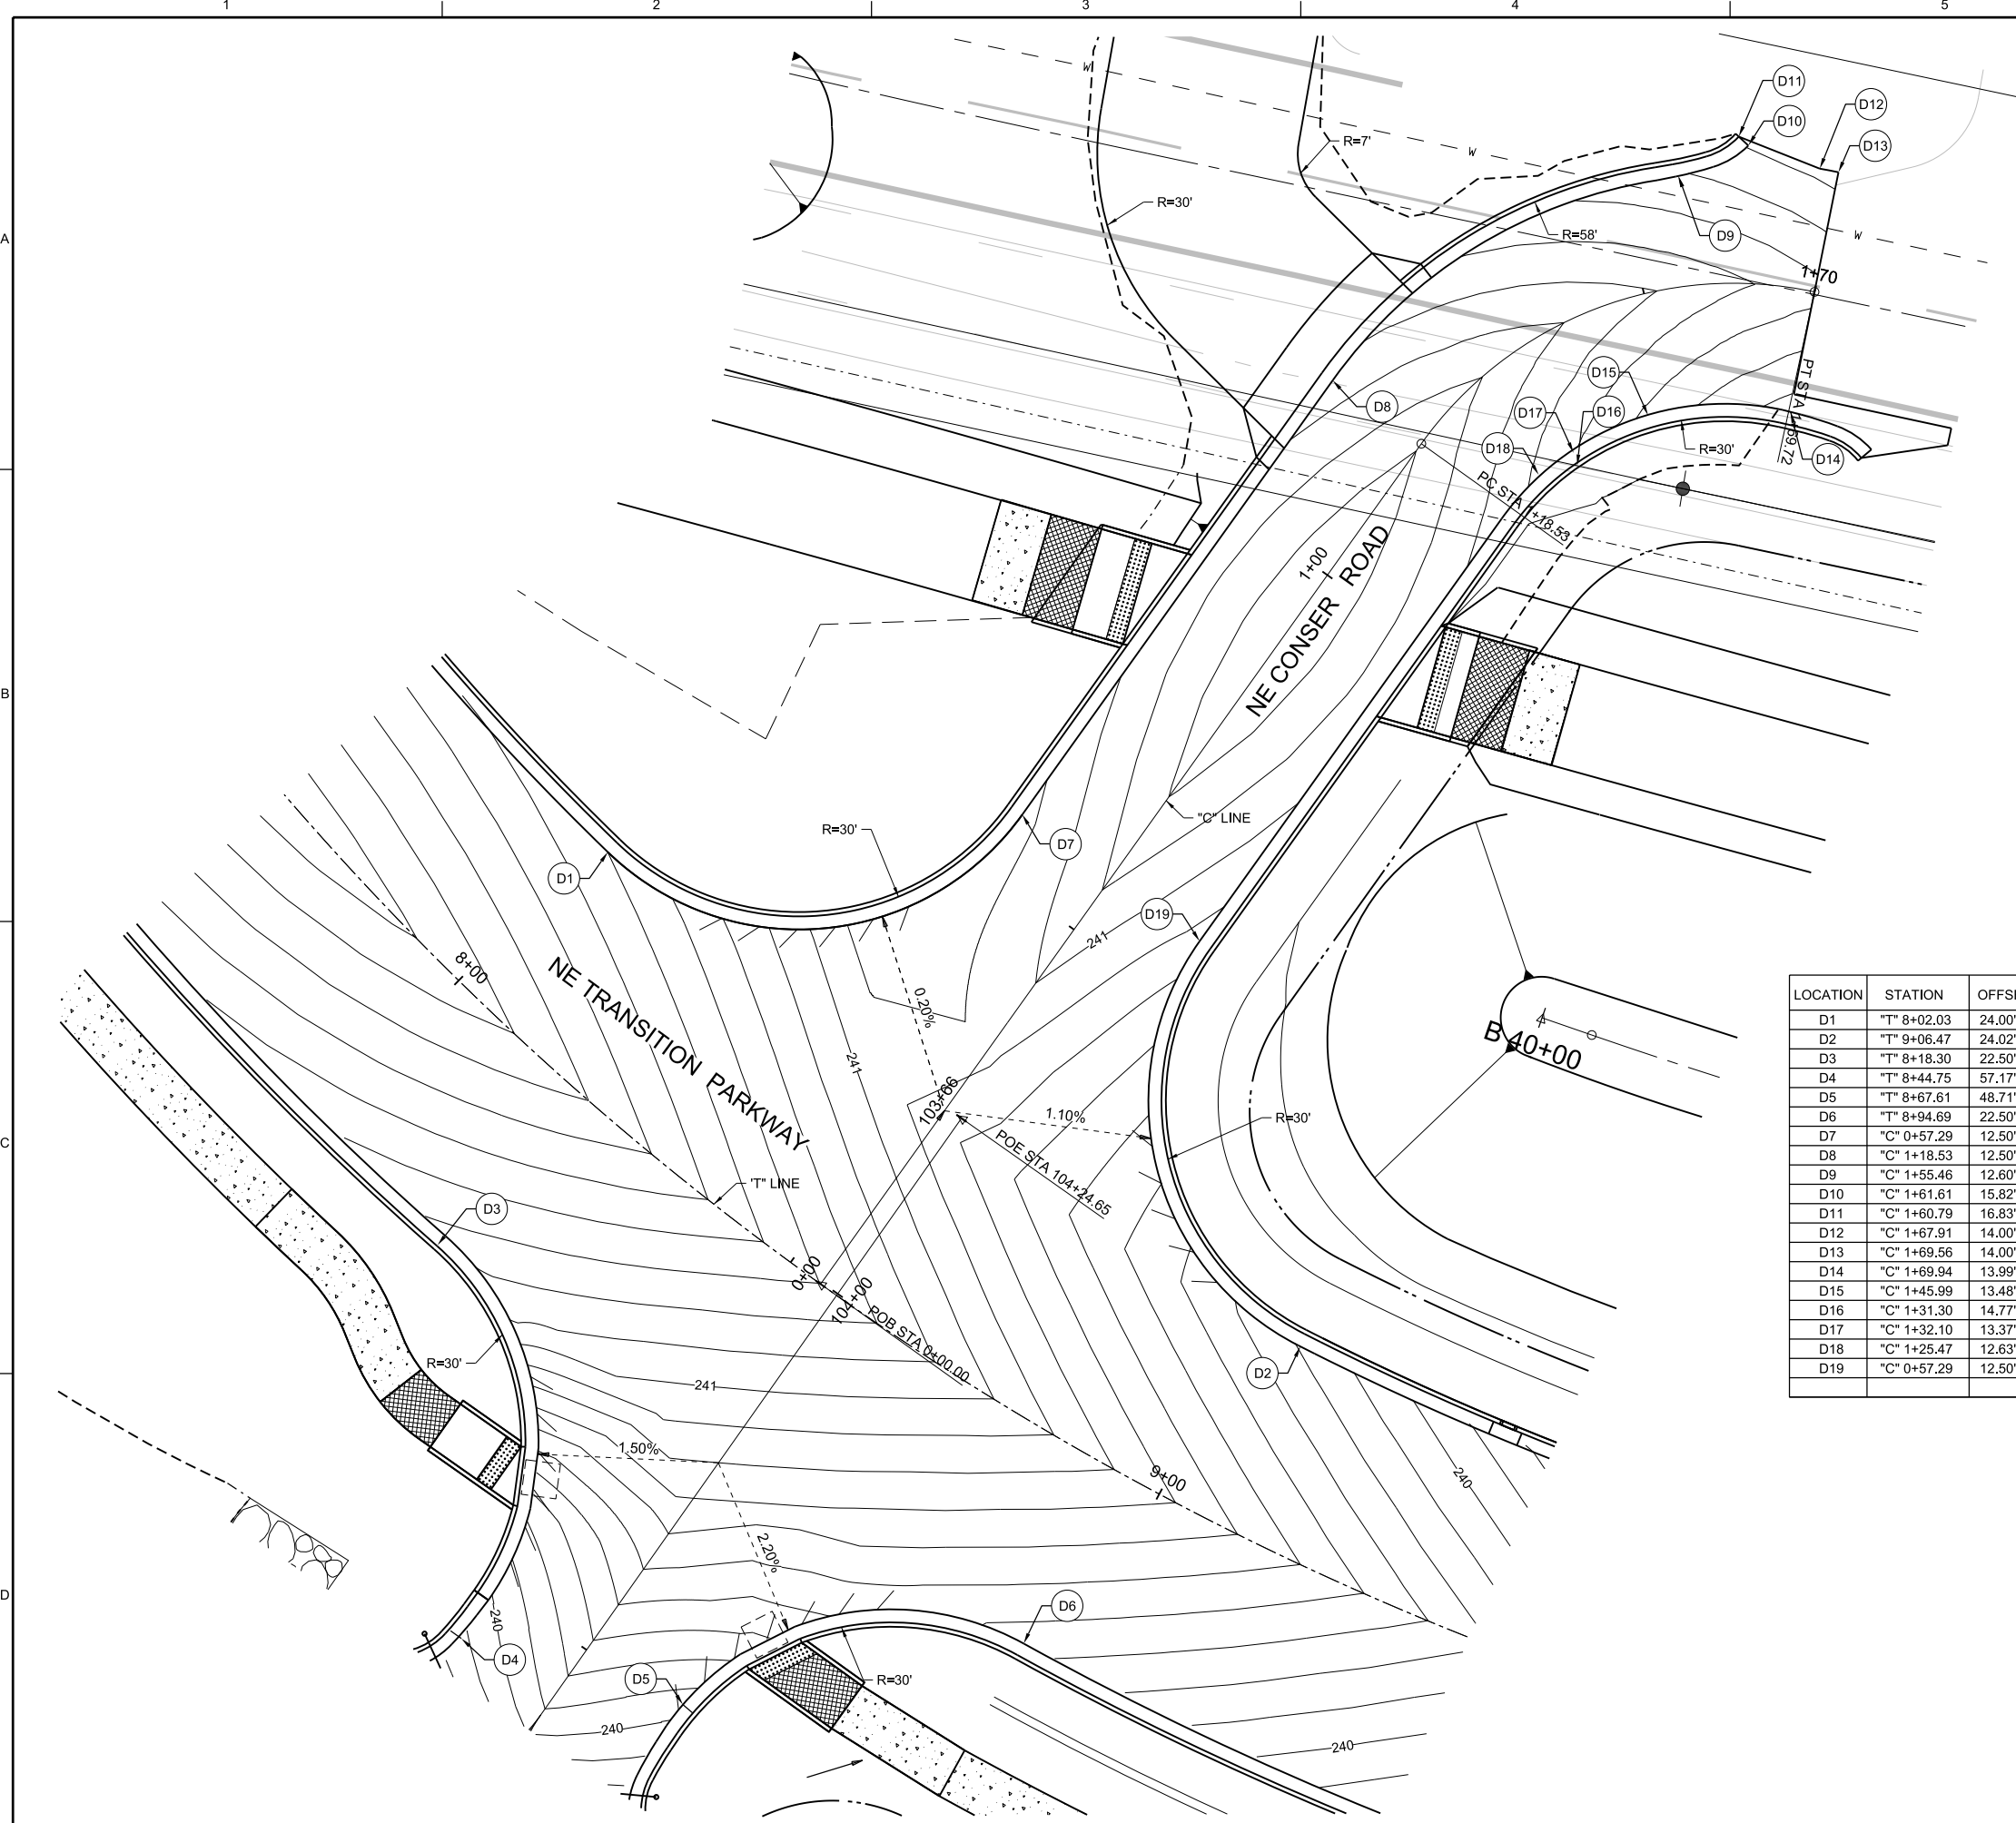 1 2 3 4 5
A
B
C
D
W
W
W
D11
D12
D10
D13
R=7'
R=30'
R=58'
D9
1+70
D15
PT STA
D8
D17
D16
D18
R=30'
D14
PC STA
+18.53
1+00
NE CONSER ROAD
"C" LINE
R=30'
D7
D1
D19
241
8+00
NE TRANSITION PARKWAY
0.20%
241
B 40+00
103+66
1.10%
R=30'
POE STA 104+24.65
"T" LINE
D3
0+00
104+00
POB STA 0+00.00
R=30'
D2
241
1.50%
9+00
240
2.20%
D6
240
D4
D5
R=30'
240
240
LOCATION STATION
D1 "T" 8+02.03 24.00'
D2 "T" 9+06.47 24.02'
D3 "T" 8+18.30 22.50'
D4 "T" 8+44.75 57.17'
D5 "T" 8+67.61 48.71'
D6 "T" 8+94.69 22.50'
D7 "C" 0+57.29 12.50'
D8 "C" 1+18.53 12.50'
D9 "C" 1+55.46 12.60'
D10 "C" 1+61.61 15.82'
D11 "C" 1+60.79 16.83'
D12 "C" 1+67.91 14.00'
D13 "C" 1+69.56 14.00'
D14 "C" 1+69.94 13.99'
D15 "C" 1+45.99 13.48'
D16 "C" 1+31.30 14.77'
D17 "C" 1+32.10 13.37'
D18 "C" 1+25.47 12.63'
D19 "C" 0+57.29 12.50'